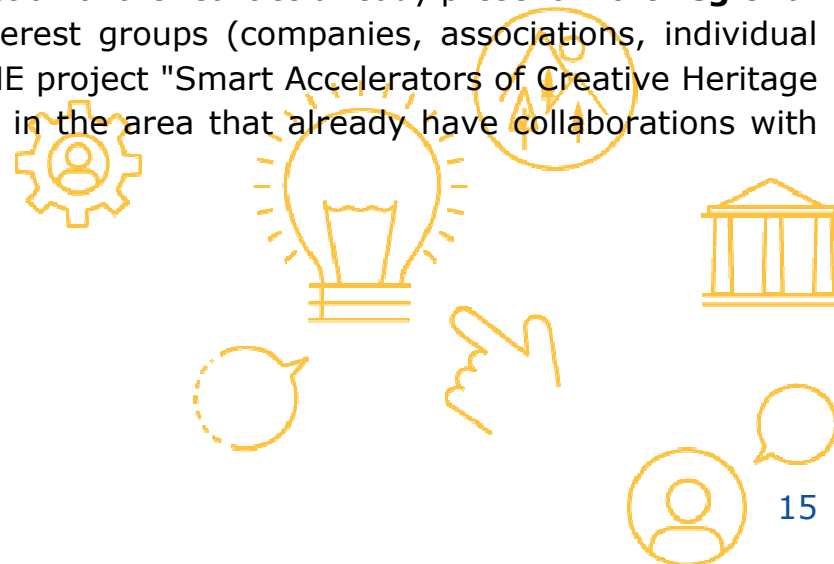 already
erest groups (companies, associations, individual
E project "Smart Accelerators of Creative Heritage
in the area that already have collaborations with
15